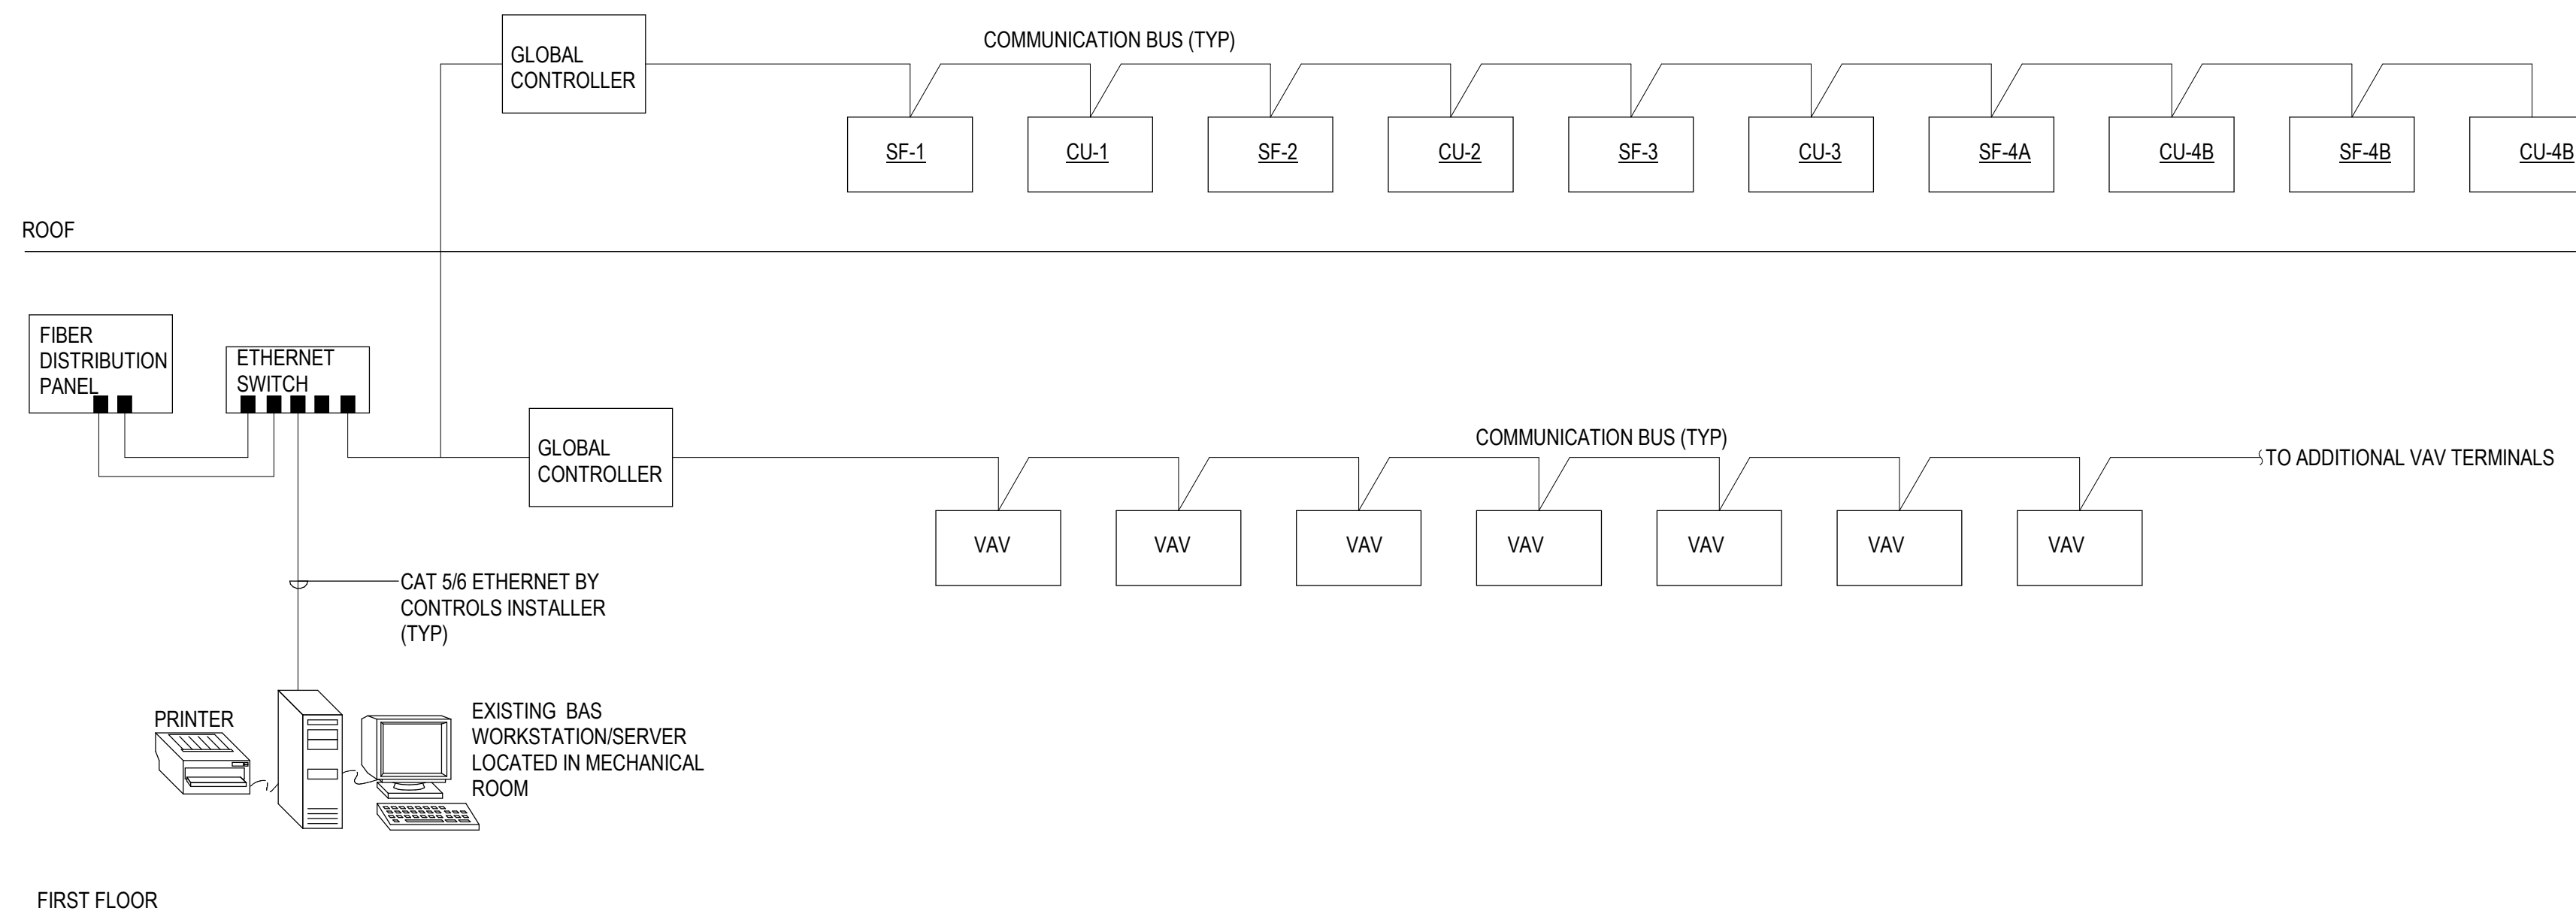 GLOBAL
CONTROLLER
COMMUNICATION BUS (TYP)
SF-1
CU-1
SF-2
CU-2
SF-3
CU-3
SF-4A
CU-4B
SF-4B
CU-4B
ROOF
FIBER
DISTRIBUTION
PANEL
ETHERNET
SWITCH
GLOBAL
CONTROLLER
COMMUNICATION BUS (TYP)
TO ADDITIONAL VAV TERMINALS
VAV
VAV
VAV
VAV
VAV
VAV
VAV
CAT 5/6 ETHERNET BY
CONTROLS INSTALLER
(TYP)
PRINTER
EXISTING BAS
WORKSTATION/SERVER
LOCATED IN MECHANICAL
ROOM
FIRST FLOOR